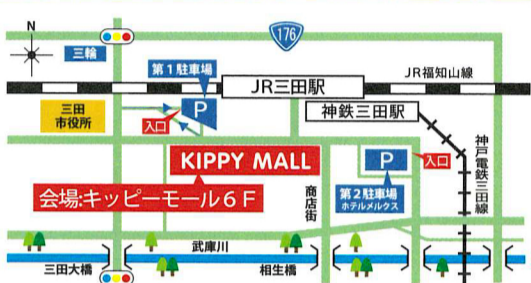 N
176
三輪
第1駐車場
JR三田駅
JR福知山線
三田
市役所
P
入口
神鉄三田駅
神戸電鉄三田線
KIPPY MALL
P
入口
会場:キッピーモール6F
商店街
第2駐車場
ホテルメルクス
武庫川
三田大橋
相生橋